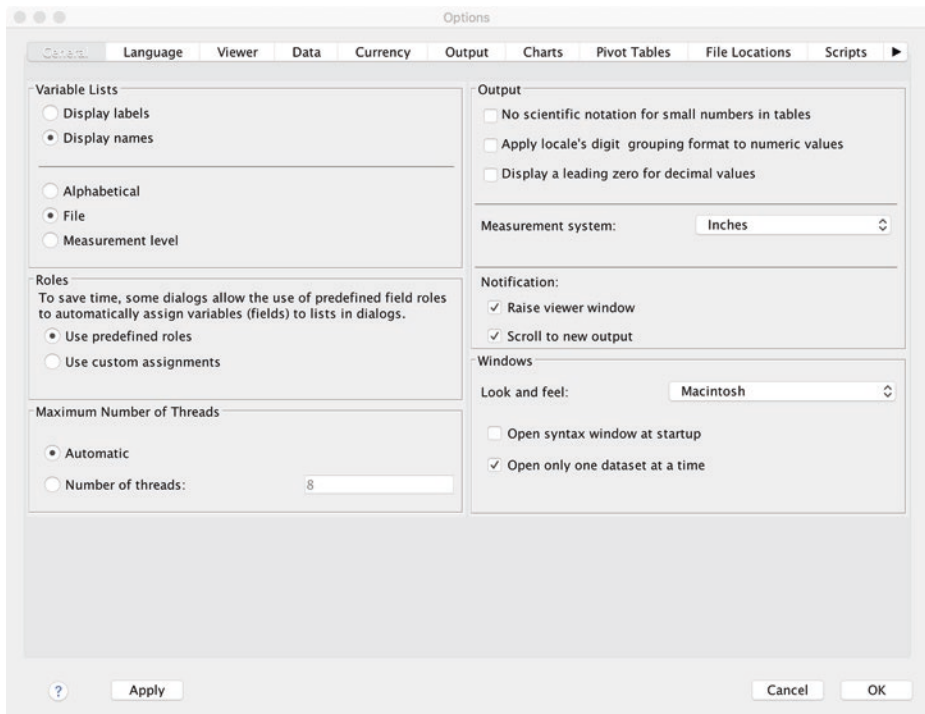 Options
General
Language
Viewer
Data
Currency
Output
Charts
Pivot Tables
File Locations
Scripts
Variable Lists
Display labels
Display names
Alphabetical
File
Measurement level
Roles
To save time, some dialogs allow the use of predefined field roles
to automatically assign variables (fields) to lists in dialogs.
Use predefined roles
Use custom assignments
Maximum Number of Threads
Automatic
Number of threads: 8
Output
No scientific notation for small numbers in tables
Apply locale's digit grouping format to numeric values
Display a leading zero for decimal values
Measurement system: Inches
Notification:
Raise viewer window
Scroll to new output
Windows
Look and feel: Macintosh
Open syntax window at startup
Open only one dataset at a time
?
Apply
Cancel
OK